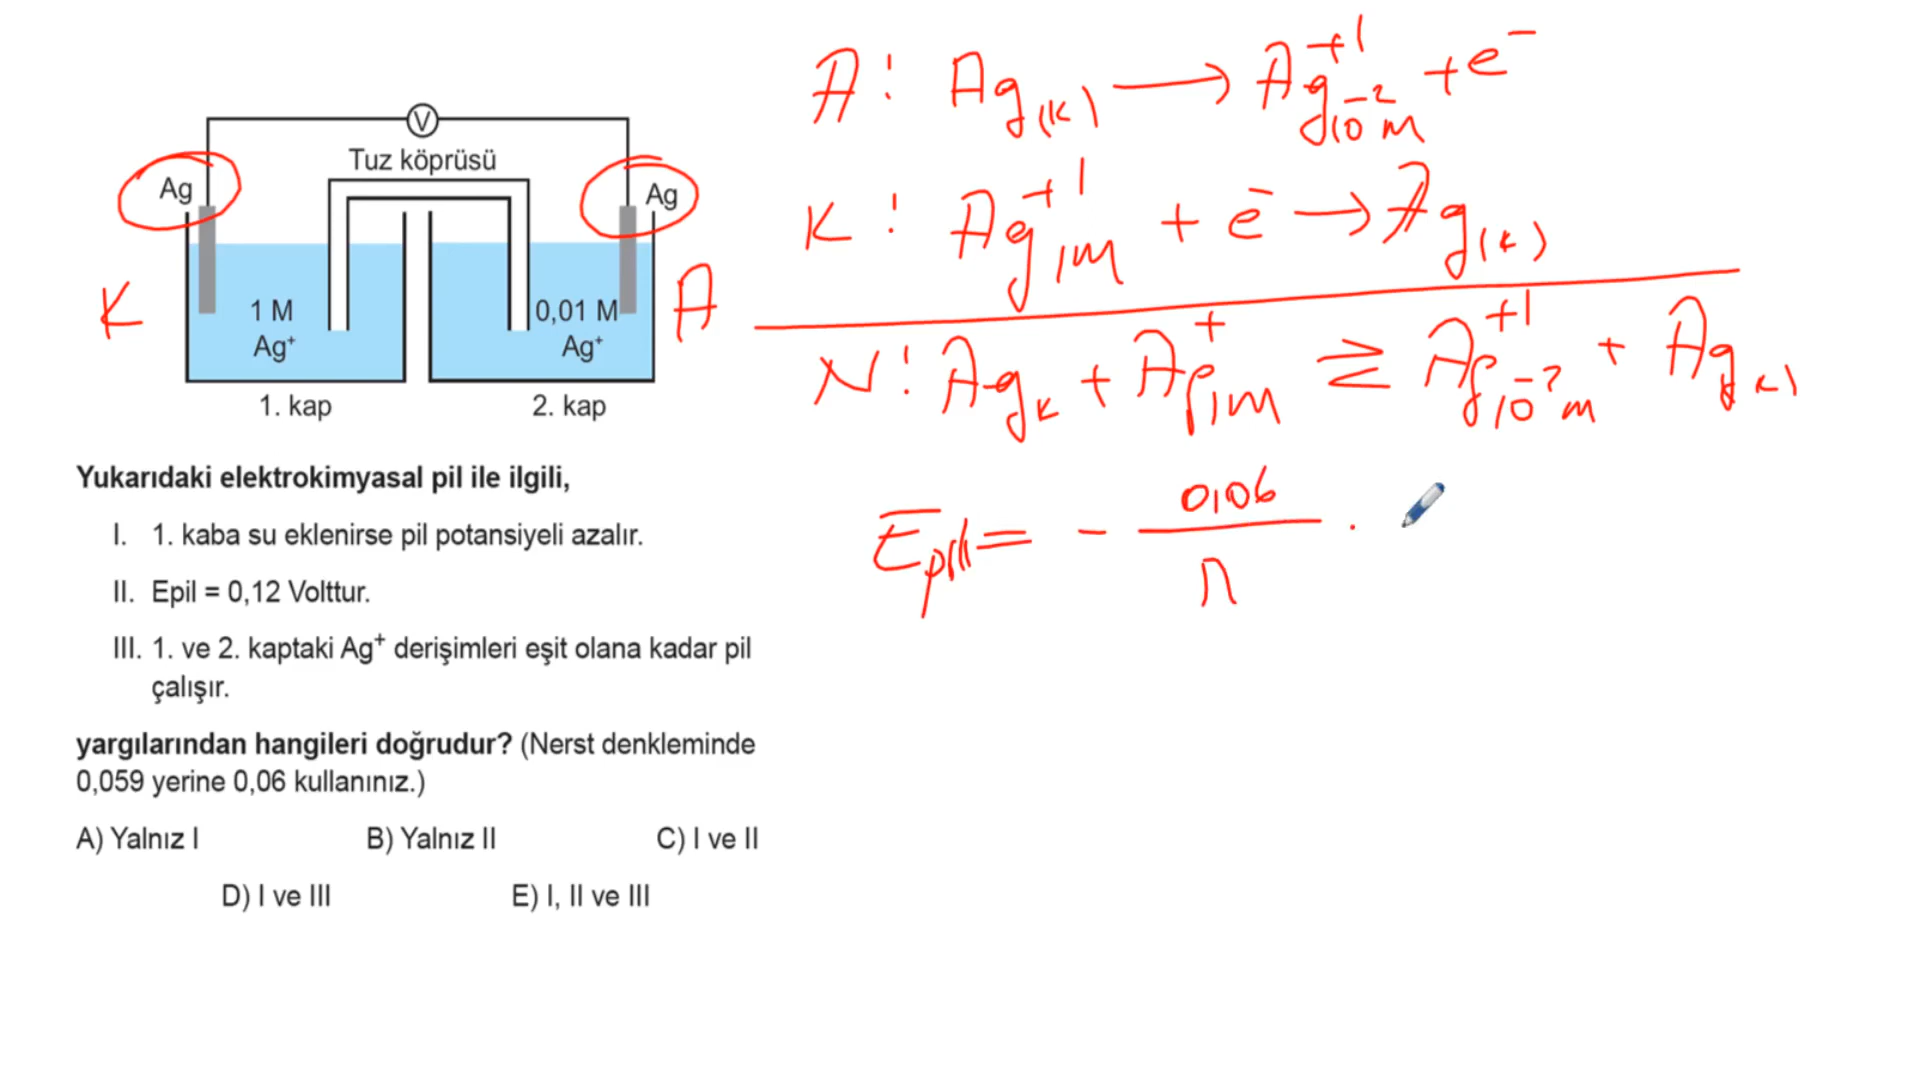 V
Tuz köprüsü
Ag
Ag
K
A
1 M
Ag⁺
0,01 M
Ag⁺
1. kap
2. kap
Yukarıdaki elektrokimyasal pil ile ilgili,
I. 1. kaba su eklenirse pil potansiyeli azalır.
II. Epil = 0,12 Volttur.
III. 1. ve 2. kaptaki Ag⁺ derişimleri eşit olana kadar pil
çalışır.
yargılarından hangileri doğrudur? (Nerst denkleminde
0,059 yerine 0,06 kullanınız.)
A) Yalnız I
B) Yalnız II
C) I ve II
D) I ve III
E) I, II ve III
A: Ag(k) → Ag⁺¹ 10⁻² M + e⁻
K: Ag⁺¹ 1M + e⁻ → Ag(k)
N: Ag k + Ag⁺ 1M ⇄ Ag⁺¹ 10⁻² M + Ag(k)
Epil = - 0,06 / n .